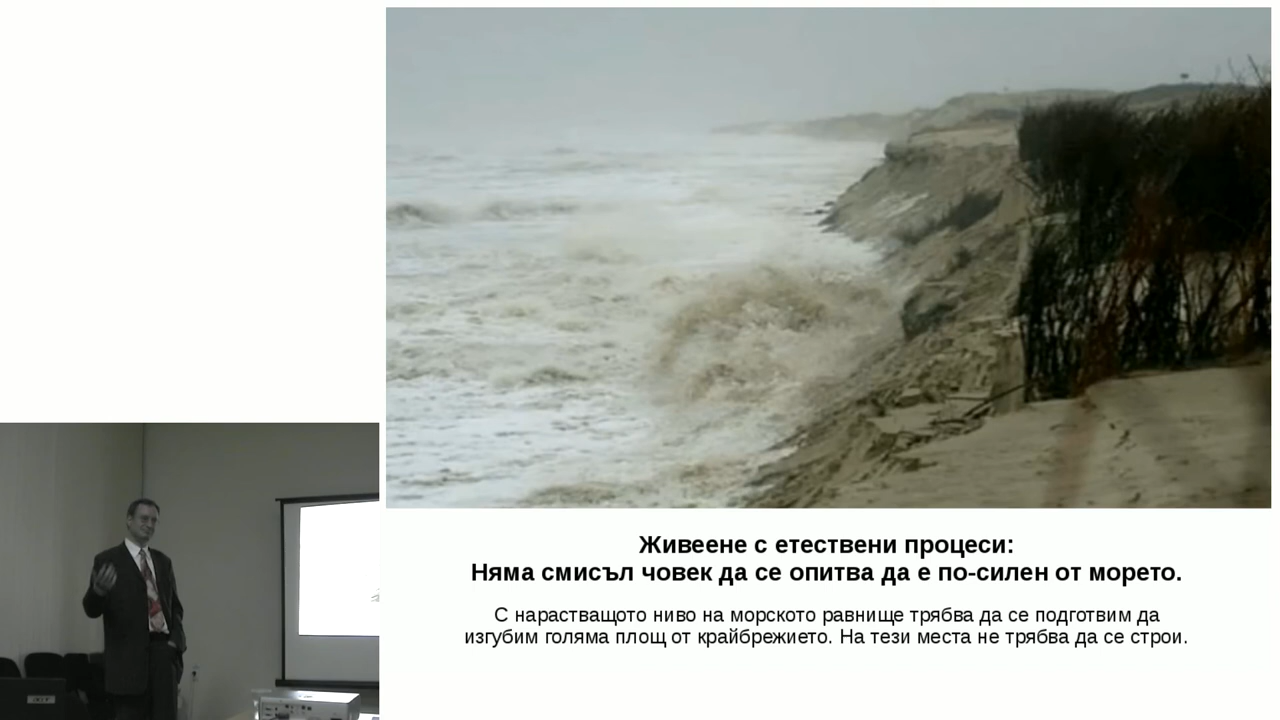 Живеене с етествени процеси:
Няма смисъл човек да се опитва да е по-силен от морето.
С нарастващото ниво на морското равнище трябва да се подготвим да
изгубим голяма площ от крайбрежието. На тези места не трябва да се строи.
acer